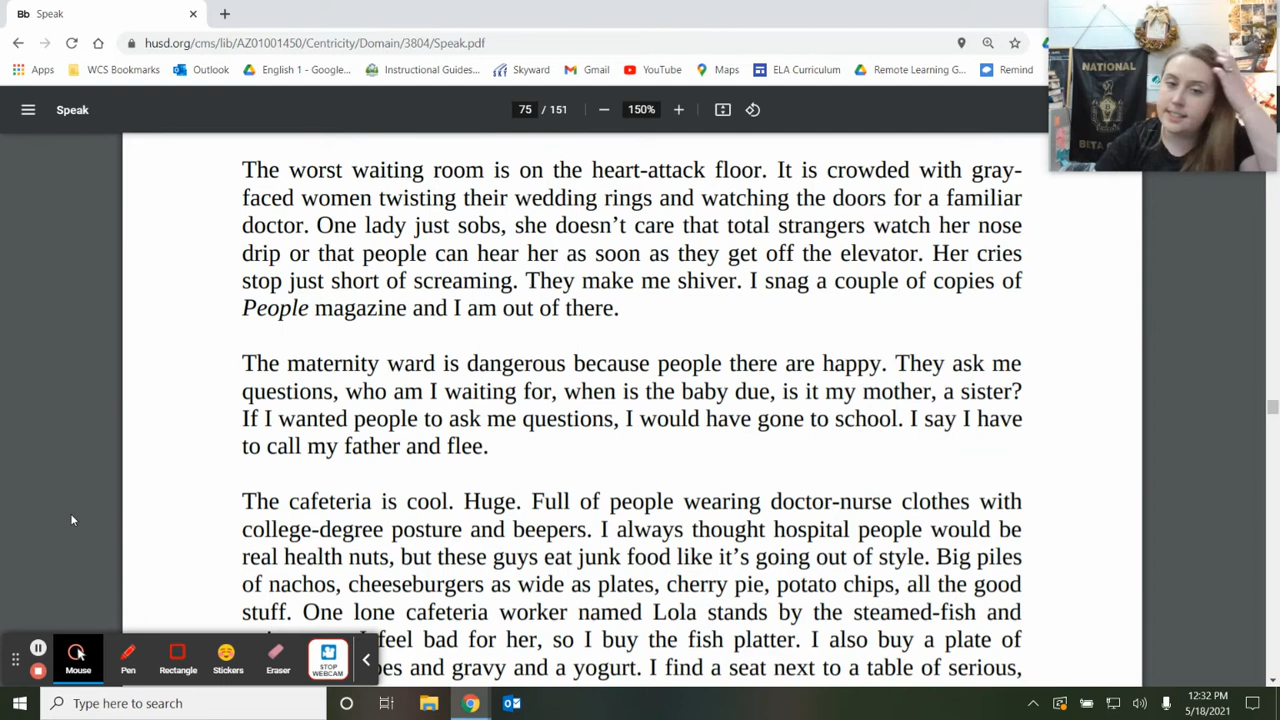 Bb Speak
husd.org/cms/lib/AZ01001450/Centricity/Domain/3804/Speak.pdf
Apps WCS Bookmarks Outlook English 1 - Google... Instructional Guides... Skyward Gmail YouTube Maps ELA Curriculum Remote Learning G... Remind
Speak 75 / 151 150%
NATIONAL
BETA
The worst waiting room is on the heart-attack floor. It is crowded with gray-
faced women twisting their wedding rings and watching the doors for a familiar
doctor. One lady just sobs, she doesn't care that total strangers watch her nose
drip or that people can hear her as soon as they get off the elevator. Her cries
stop just short of screaming. They make me shiver. I snag a couple of copies of
People magazine and I am out of there.
The maternity ward is dangerous because people there are happy. They ask me
questions, who am I waiting for, when is the baby due, is it my mother, a sister?
If I wanted people to ask me questions, I would have gone to school. I say I have
to call my father and flee.
The cafeteria is cool. Huge. Full of people wearing doctor-nurse clothes with
college-degree posture and beepers. I always thought hospital people would be
real health nuts, but these guys eat junk food like it's going out of style. Big piles
of nachos, cheeseburgers as wide as plates, cherry pie, potato chips, all the good
stuff. One lone cafeteria worker named Lola stands by the steamed-fish and
I feel bad for her, so I buy the fish platter. I also buy a plate of
and gravy and a yogurt. I find a seat next to a table of serious,
Mouse Pen Rectangle Stickers Eraser STOP
WEBCAM
Type here to search
12:32 PM
5/18/2021